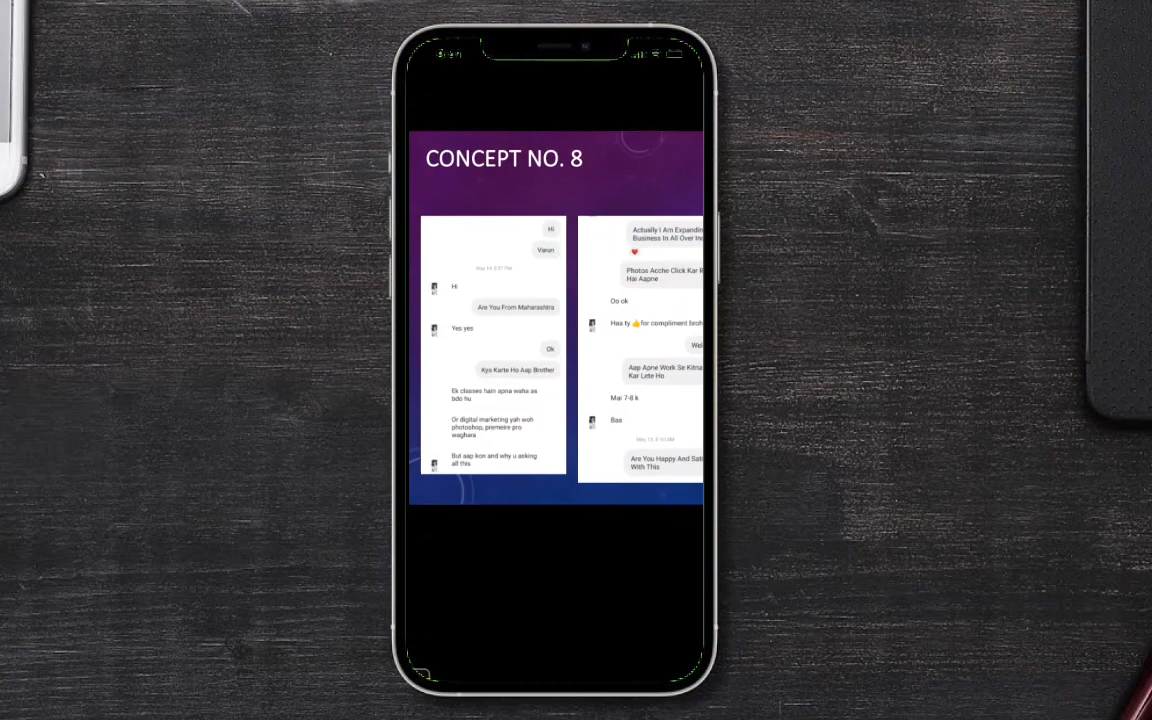 CONCEPT NO. 8
Hi
Varun
Hi
Are You From Maharashtra
Yes yes
Ok
Kya Karte Ho Aap Brother
Ek classes hain apna waha as
bdo hu
Or digital marketing yah woh
photoshop, premeire pro
waghara
But aap kon and why u asking
all this
Actually I Am Expandin
Business In All Over In
Photos Acche Click Kar R
Hai Aapne
Oo ok
Haa ty 👍for compliment broh
Wel
Aap Apne Work Se Kitna
Kar Lete Ho
Mai 7-8 k
Bas
Are You Happy And Sati
With This